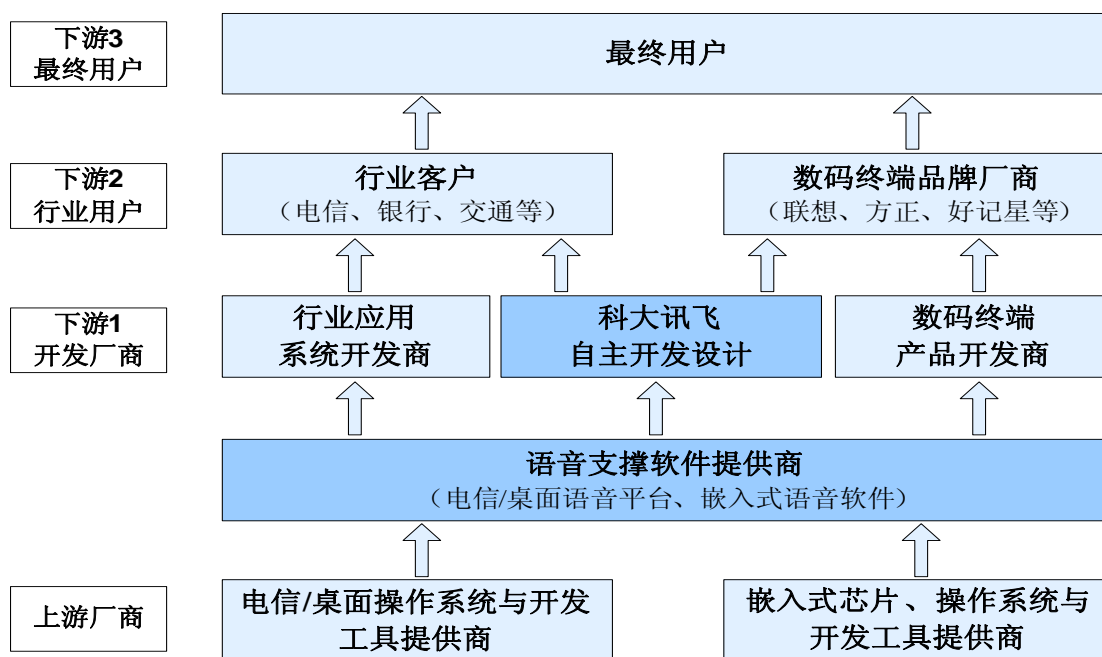 下游3
最终用户
最终用户
下游2
行业用户
行业客户
（电信、银行、交通等）
数码终端品牌厂商
（联想、方正、好记星等）
下游1
开发厂商
行业应用
系统开发商
科大讯飞
自主开发设计
数码终端
产品开发商
语音支撑软件提供商
（电信/桌面语音平台、嵌入式语音软件）
上游厂商
电信/桌面操作系统与开发
工具提供商
嵌入式芯片、操作系统与
开发工具提供商